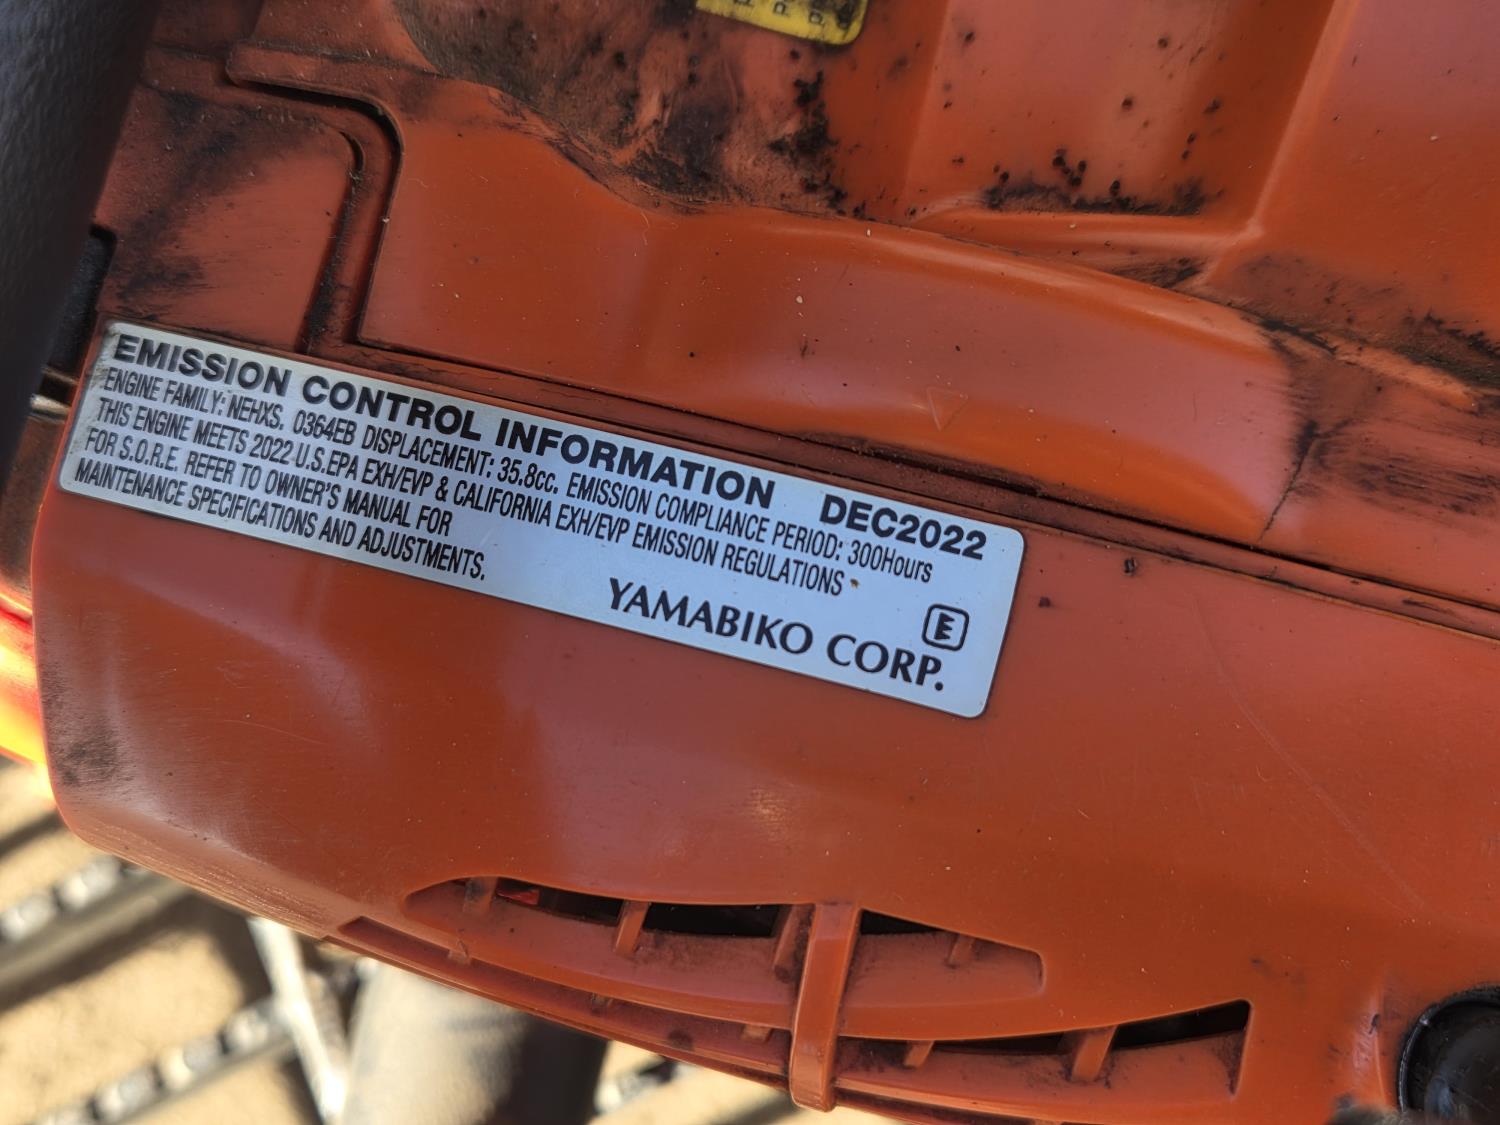 EMISSION CONTROL INFORMATION DEC2022
ENGINE FAMILY: NEHXS. 0364EB DISPLACEMENT: 35.8cc. EMISSION COMPLIANCE PERIOD: 300Hours
THIS ENGINE MEETS 2022 U.S.EPA EXH/EVP & CALIFORNIA EXH/EVP EMISSION REGULATIONS
FOR S.O.R.E. REFER TO OWNER'S MANUAL FOR
MAINTENANCE SPECIFICATIONS AND ADJUSTMENTS.
YAMABIKO CORP.
E